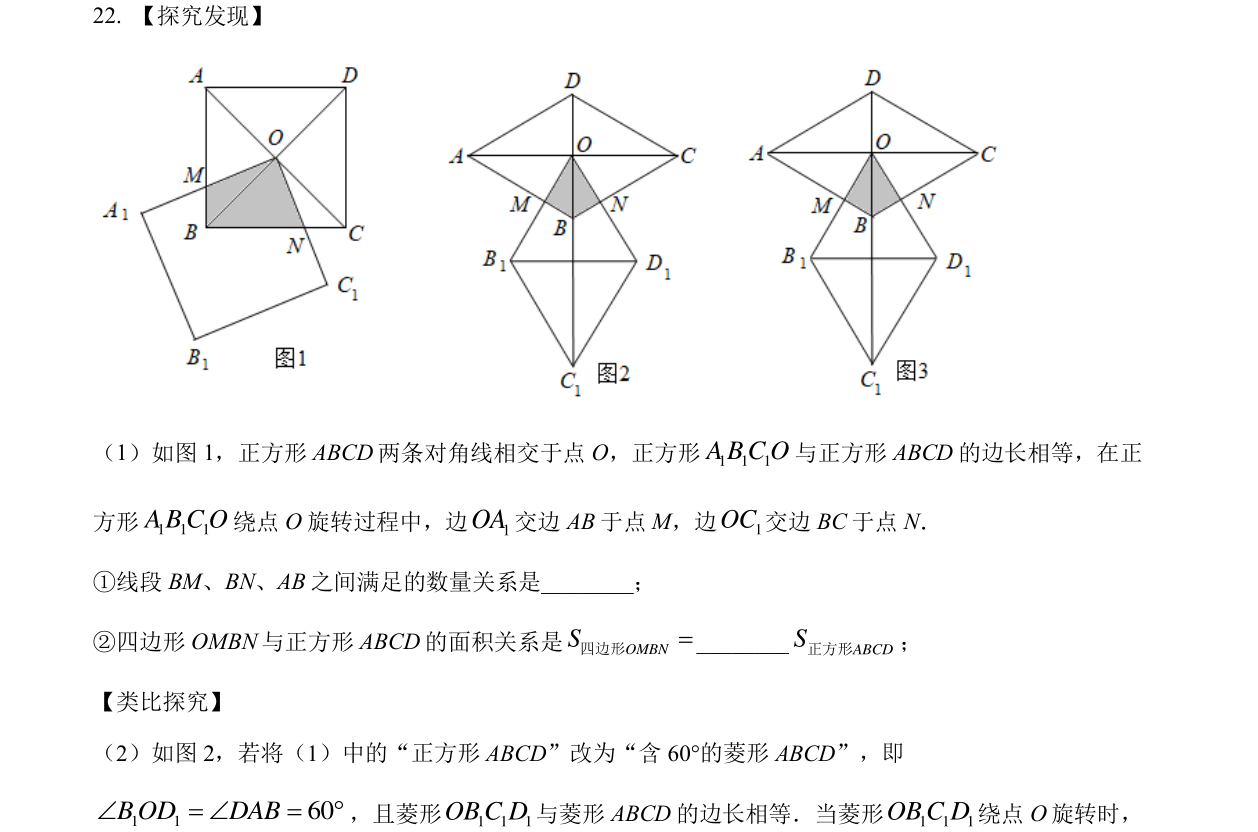 22. 【探究发现】
A D O M A1 B N C C1 B1 图1
D A O C M N B B1 D1 C1 图2
D A O C M N B B1 D1 C1 图3
（1）如图 1，正方形 ABCD 两条对角线相交于点 O，正方形 A₁B₁C₁O 与正方形 ABCD 的边长相等，在正
方形 A₁B₁C₁O 绕点 O 旋转过程中，边 OA₁ 交边 AB 于点 M，边 OC₁ 交边 BC 于点 N．
①线段 BM、BN、AB 之间满足的数量关系是________；
②四边形 OMBN 与正方形 ABCD 的面积关系是 S四边形OMBN = ________ S正方形ABCD；
【类比探究】
（2）如图 2，若将（1）中的“正方形 ABCD”改为“含 60°的菱形 ABCD”，即
∠B₁OD₁ = ∠DAB = 60°，且菱形 OB₁C₁D₁ 与菱形 ABCD 的边长相等．当菱形 OB₁C₁D₁ 绕点 O 旋转时，